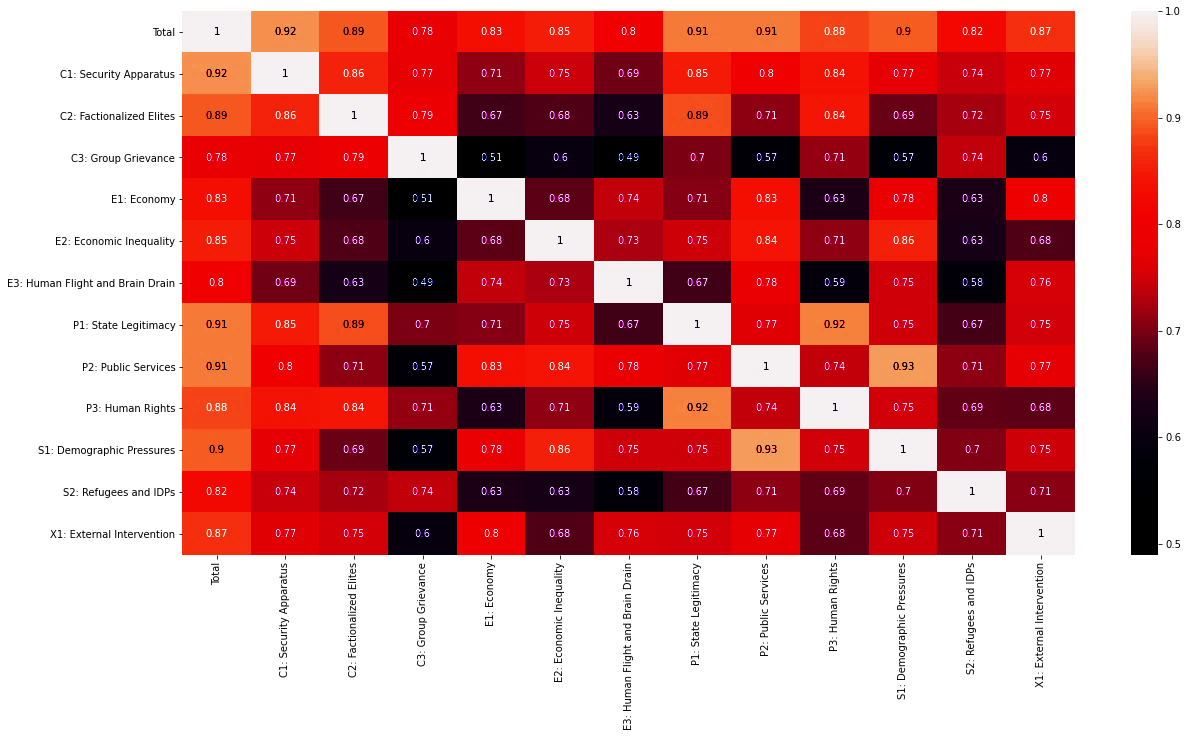 Total 1 0.92 0.89 0.78 0.83 0.85 0.8 0.91 0.91 0.88 0.9 0.82 0.87
C1: Security Apparatus 0.92 1 0.86 0.77 0.71 0.75 0.69 0.85 0.8 0.84 0.77 0.74 0.77
C2: Factionalized Elites 0.89 0.86 1 0.79 0.67 0.68 0.63 0.89 0.71 0.84 0.69 0.72 0.75
C3: Group Grievance 0.78 0.77 0.79 1 0.51 0.6 0.49 0.7 0.57 0.71 0.57 0.74 0.6
E1: Economy 0.83 0.71 0.67 0.51 1 0.68 0.74 0.71 0.83 0.63 0.78 0.63 0.8
E2: Economic Inequality 0.85 0.75 0.68 0.6 0.68 1 0.73 0.75 0.84 0.71 0.86 0.63 0.68
E3: Human Flight and Brain Drain 0.8 0.69 0.63 0.49 0.74 0.73 1 0.67 0.78 0.59 0.75 0.58 0.76
P1: State Legitimacy 0.91 0.85 0.89 0.7 0.71 0.75 0.67 1 0.77 0.92 0.75 0.67 0.75
P2: Public Services 0.91 0.8 0.71 0.57 0.83 0.84 0.78 0.77 1 0.74 0.93 0.71 0.77
P3: Human Rights 0.88 0.84 0.84 0.71 0.63 0.71 0.59 0.92 0.74 1 0.75 0.69 0.68
S1: Demographic Pressures 0.9 0.77 0.69 0.57 0.78 0.86 0.75 0.75 0.93 0.75 1 0.7 0.75
S2: Refugees and IDPs 0.82 0.74 0.72 0.74 0.63 0.63 0.58 0.67 0.71 0.69 0.7 1 0.71
X1: External Intervention 0.87 0.77 0.75 0.6 0.8 0.68 0.76 0.75 0.77 0.68 0.75 0.71 1
Total
C1: Security Apparatus
C2: Factionalized Elites
C3: Group Grievance
E1: Economy
E2: Economic Inequality
E3: Human Flight and Brain Drain
P1: State Legitimacy
P2: Public Services
P3: Human Rights
S1: Demographic Pressures
S2: Refugees and IDPs
X1: External Intervention
1.0
0.9
0.8
0.7
0.6
0.5